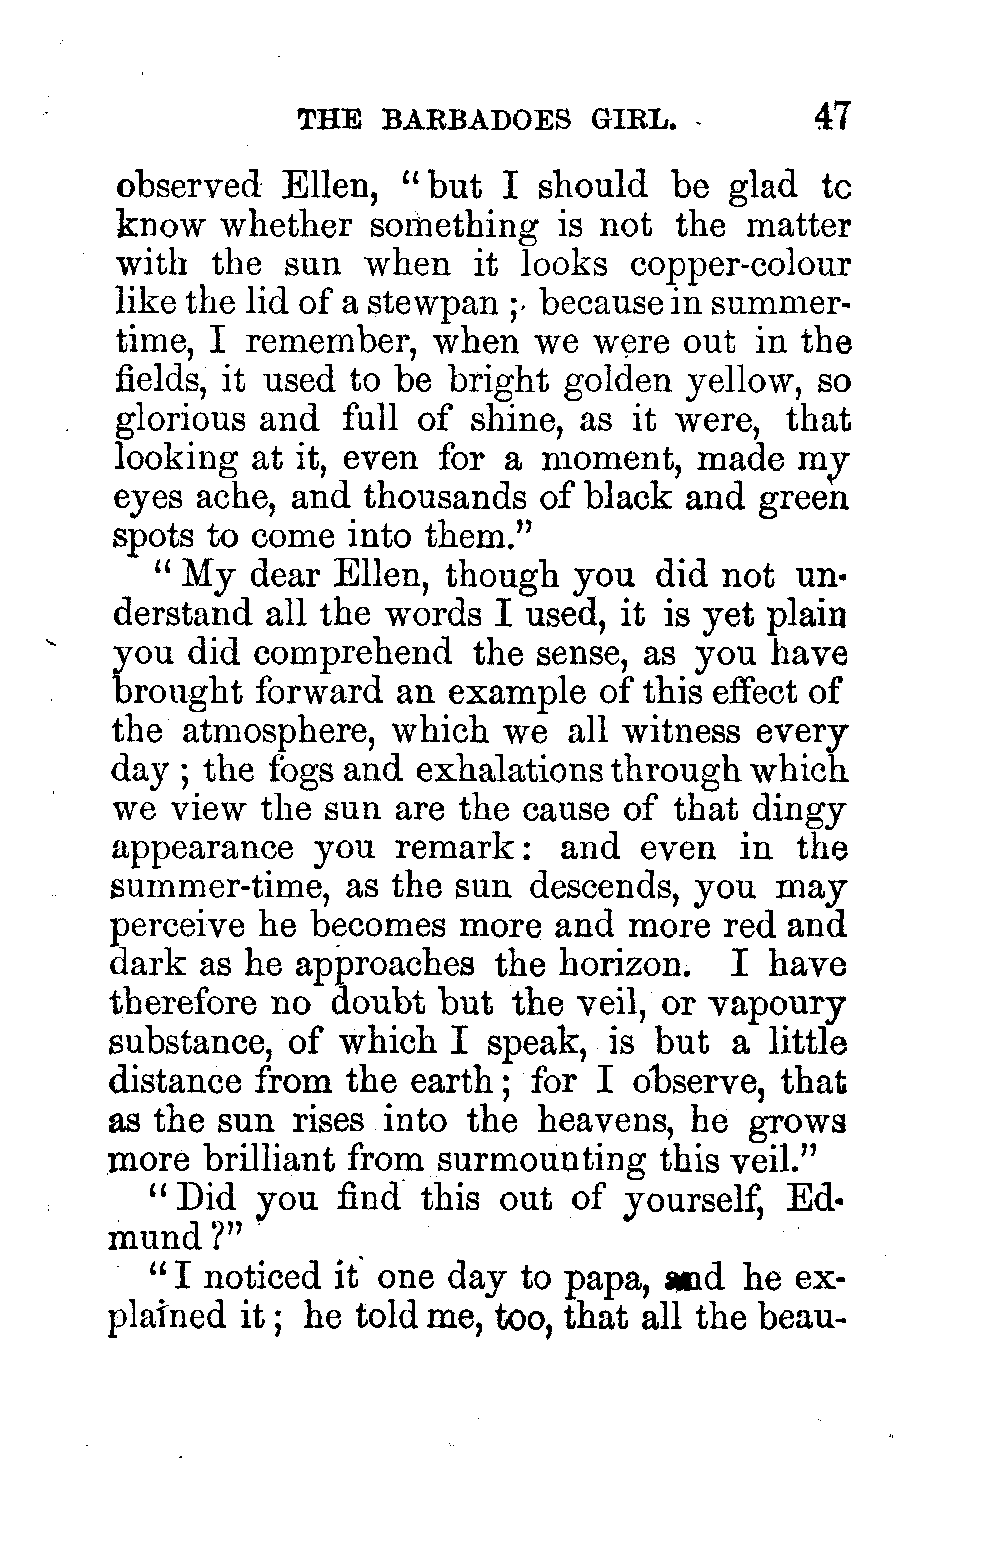 THE BARBADOES GIRL. 47
observed Ellen, “but I should be glad to
know whether something is not the matter
with the sun when it looks copper-colour
like the lid of a stewpan ; because in summer-
time, I remember, when we were out in the
fields, it used to be bright golden yellow, so
glorious and full of shine, as it were, that
looking at it, even for a moment, made my
eyes ache, and thousands of black and green
spots to come into them.”
“My dear Ellen, though you did not un-
derstand all the words I used, it is yet plain
you did comprehend the sense, as you have
brought forward an example of this effect of
the atmosphere, which we all witness every
day ; the fogs and exhalations through which
we view the sun are the cause of that dingy
appearance you remark: and even in the
summer-time, as the sun descends, you may
perceive he becomes more and more red and
dark as he approaches the horizon. I have
therefore no doubt but the veil, or vapoury
substance, of which I speak, is but a little
distance from the earth ; for I observe, that
as the sun rises into the heavens, he grows
more brilliant from surmounting this veil.”
“Did you find this out of yourself, Ed-
mund ?”
“I noticed it one day to papa, and he ex-
plained it ; he told me, too, that all the beau-